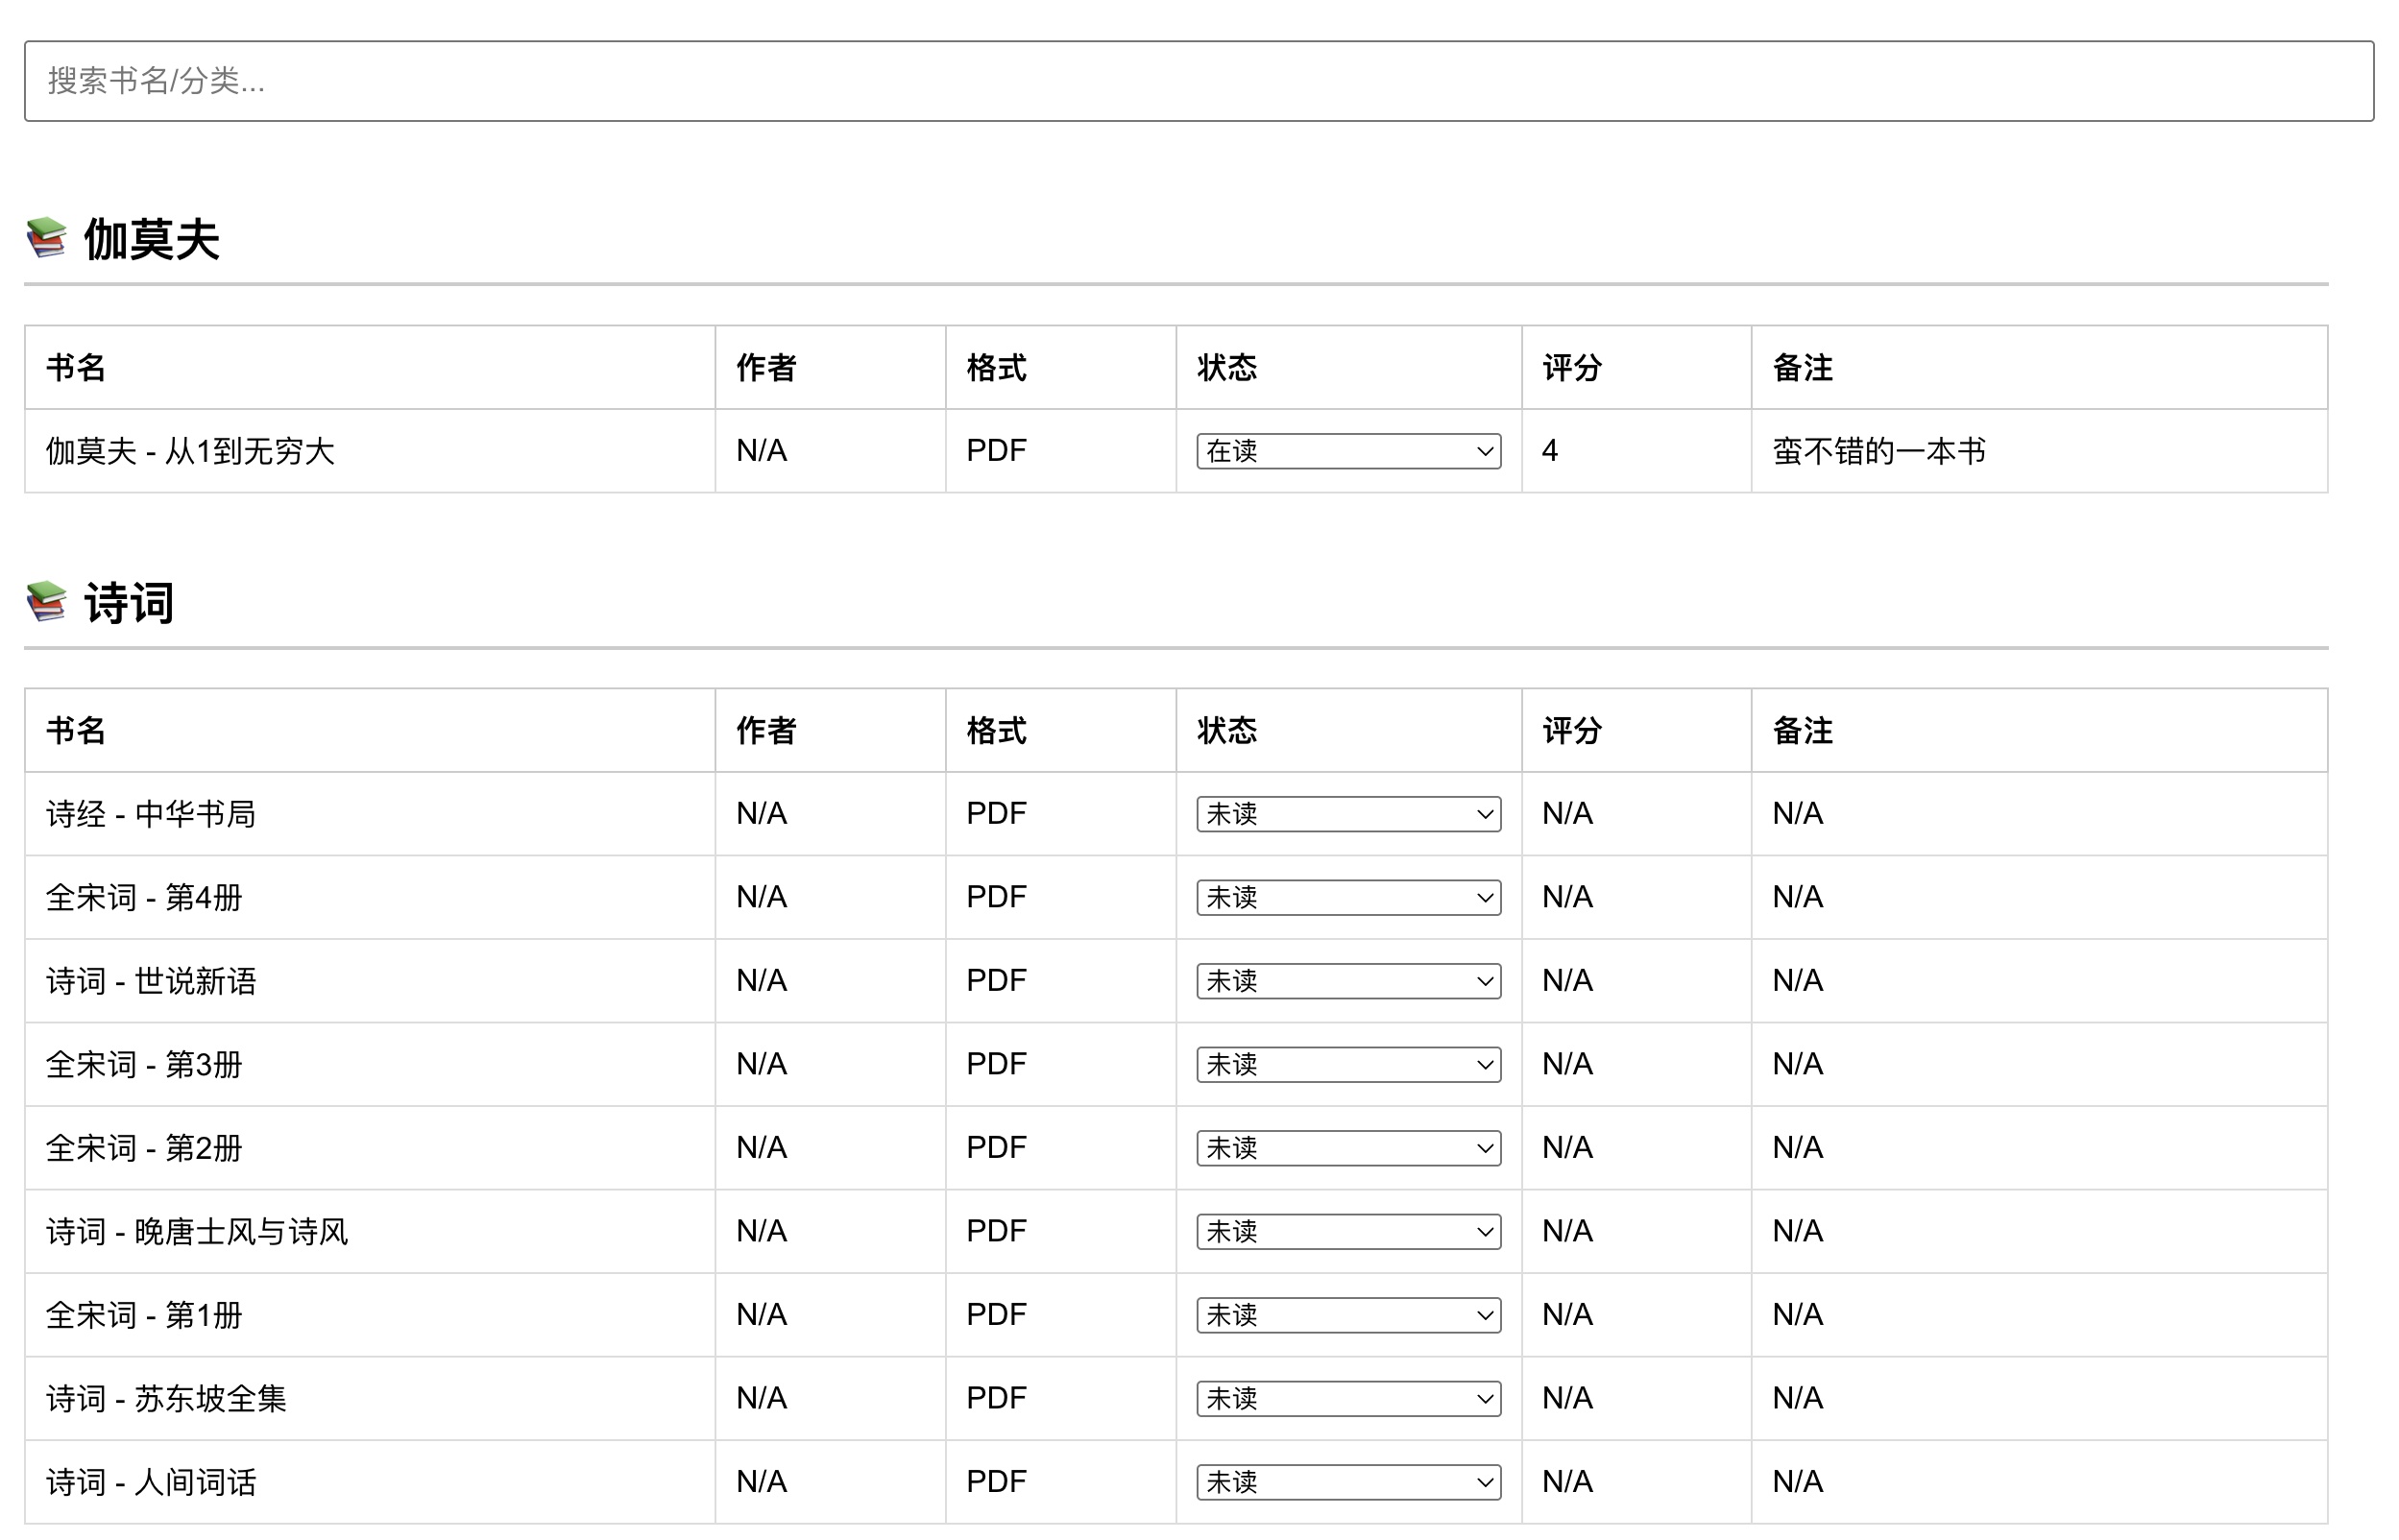 搜索书名/分类...
📚 伽莫夫
书名 作者 格式 状态 评分 备注
伽莫夫 - 从1到无穷大 N/A PDF 在读 4 蛮不错的一本书
📚 诗词
书名 作者 格式 状态 评分 备注
诗经 - 中华书局 N/A PDF 未读 N/A N/A
全宋词 - 第4册 N/A PDF 未读 N/A N/A
诗词 - 世说新语 N/A PDF 未读 N/A N/A
全宋词 - 第3册 N/A PDF 未读 N/A N/A
全宋词 - 第2册 N/A PDF 未读 N/A N/A
诗词 - 晚唐士风与诗风 N/A PDF 未读 N/A N/A
全宋词 - 第1册 N/A PDF 未读 N/A N/A
诗词 - 苏东坡全集 N/A PDF 未读 N/A N/A
诗词 - 人间词话 N/A PDF 未读 N/A N/A